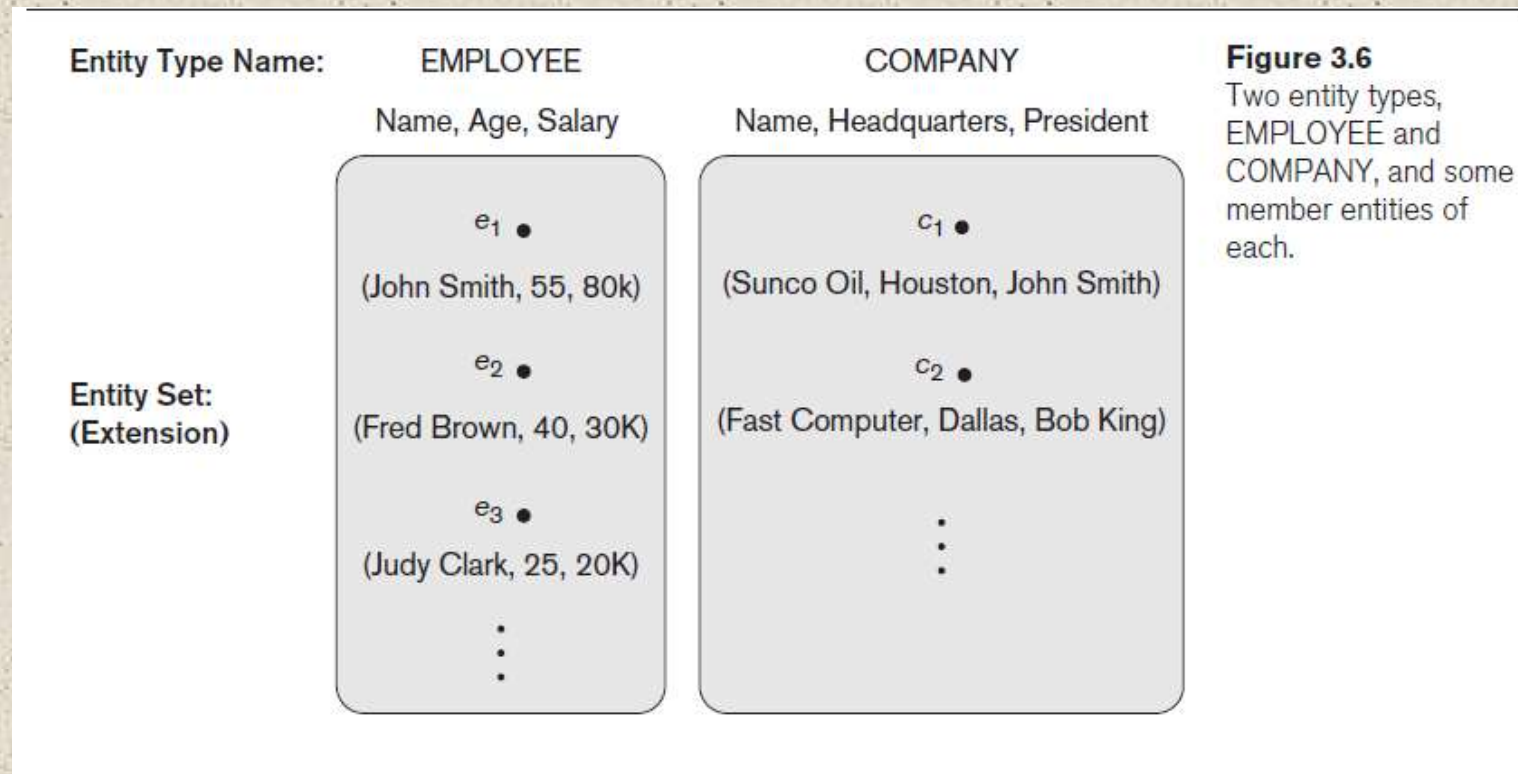 Entity Type Name: EMPLOYEE COMPANY
Name, Age, Salary Name, Headquarters, President
e1 c1
(John Smith, 55, 80k) (Sunco Oil, Houston, John Smith)
e2 c2
Entity Set:
(Extension) (Fred Brown, 40, 30K) (Fast Computer, Dallas, Bob King)
e3
(Judy Clark, 25, 20K)
Figure 3.6
Two entity types,
EMPLOYEE and
COMPANY, and some
member entities of
each.